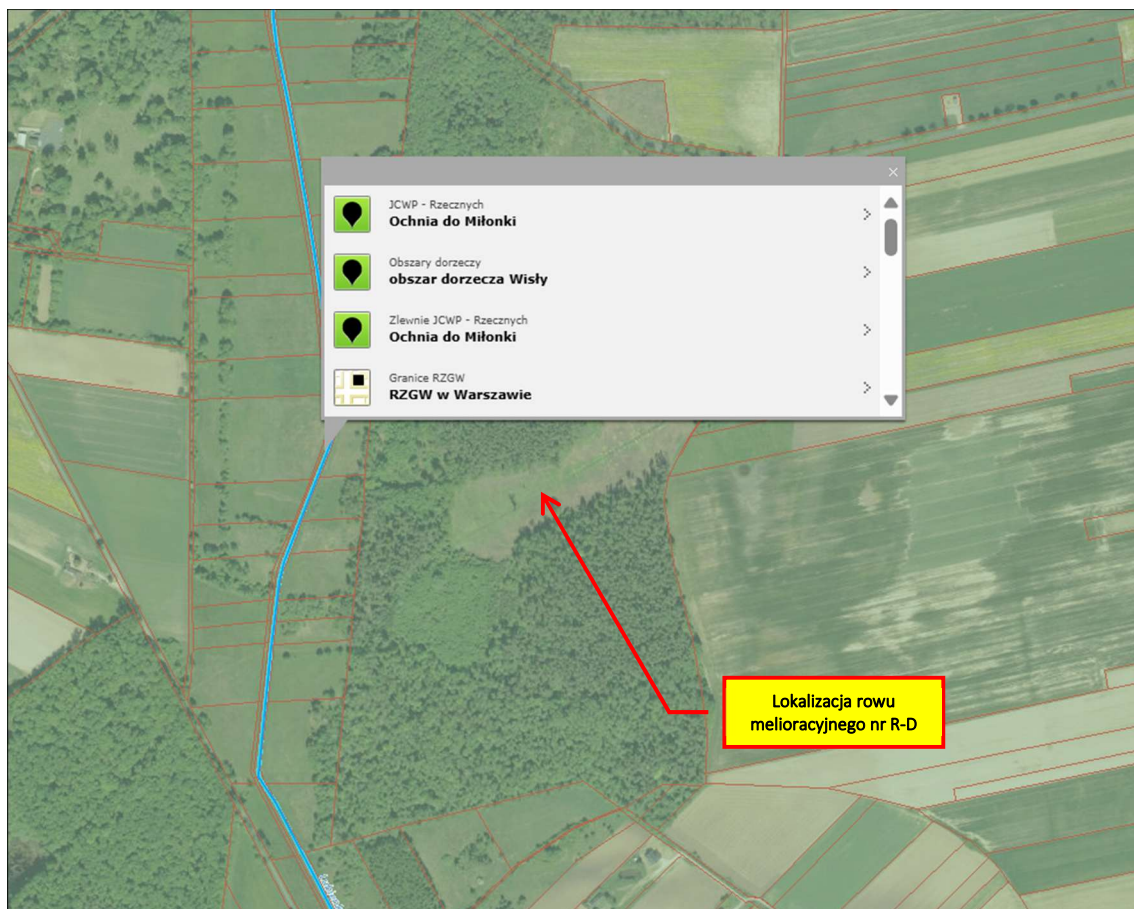 JCWP - Rzecznych
Ochnia do Miłonki
Obszary dorzeczy
obszar dorzecza Wisły
Zlewnie JCWP - Rzecznych
Ochnia do Miłonki
Granice RZGW
RZGW w Warszawie
Lokalizacja rowu
melioracyjnego nr R-D